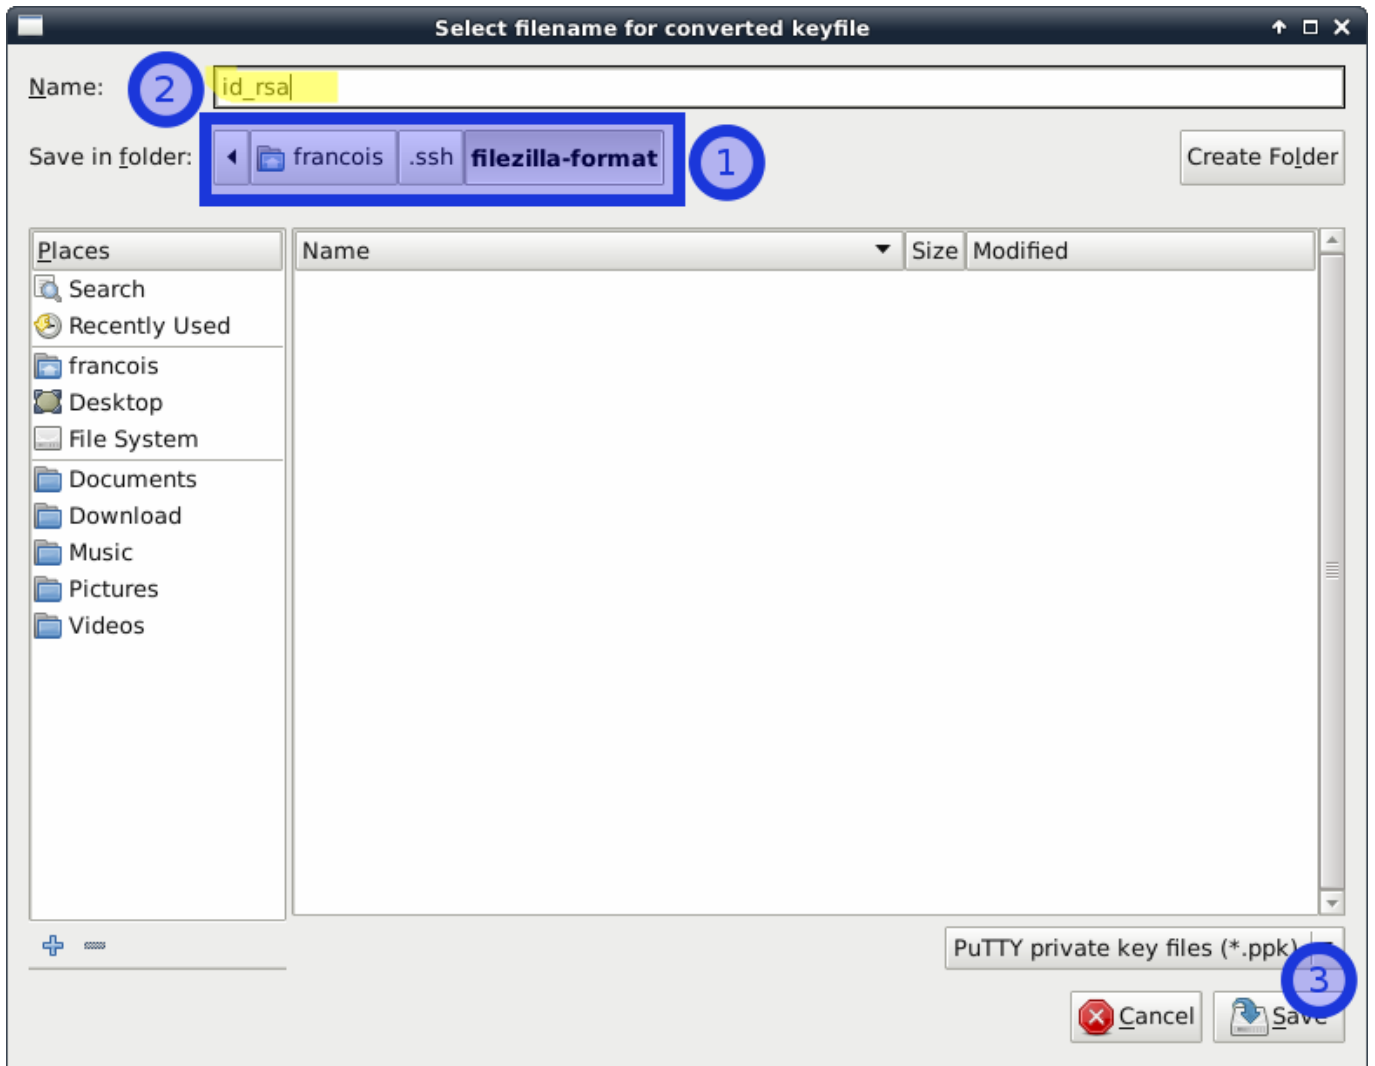 Select filename for converted keyfile
Name: 2 id_rsa
Save in folder: francois .ssh filezilla-format 1 Create Folder
Places Name Size Modified
Search
Recently Used
francois
Desktop
File System
Documents
Download
Music
Pictures
Videos
PuTTY private key files (*.ppk)
3
Cancel Save